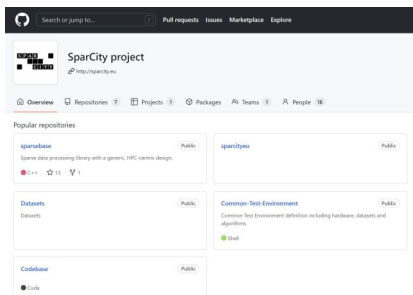 Search or jump to...
/
Pull requests Issues Marketplace Explore
SPAR
CITY
SparCity project
http://sparcity.eu
Overview Repositories 7 Projects 1 Packages Teams 1 People 16
Popular repositories
sparsebase Public
Sparse data processing library with a generic, HPC-centric design.
C++ 13 1
sparcityeu Public
Datasets Public
Datasets
Common-Test-Environment Public
Common Test Environment definition including hardware, datasets and
algorithms
Shell
Codebase Public
Cuda